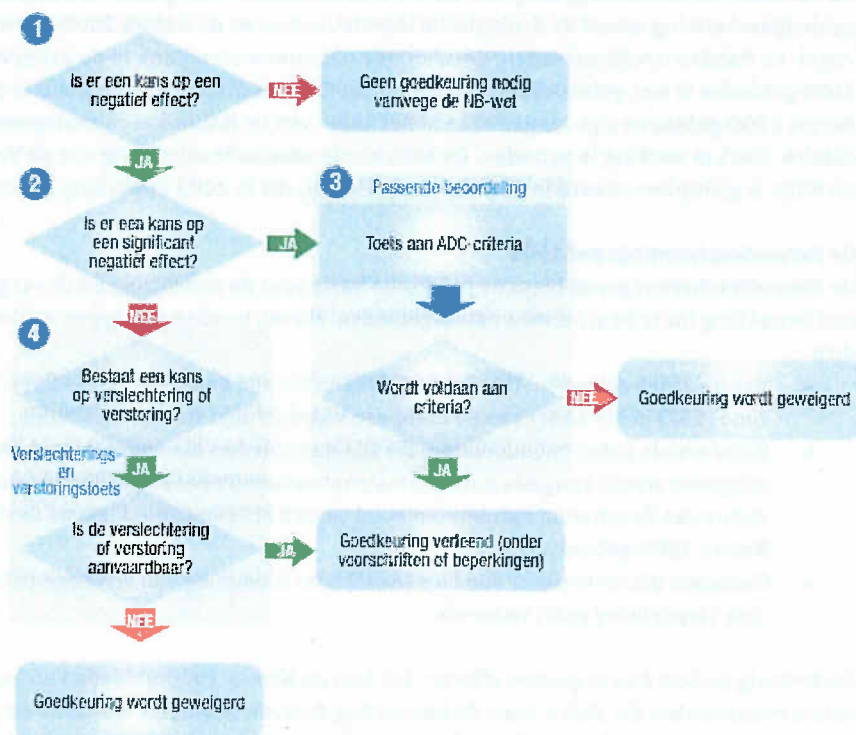 1
Is er een kans op een
negatief effect?
NEE
Geen goedkeuring nodig
vanwege de NB-wet
JA
2
Is er een kans op
een significant
negatief effect?
JA
3
Passende beoordeling
Toets aan ADC-criteria
NEE
4
Bestaat een kans
op verslechtering of
verstoring?
Wordt voldaan aan
criteria?
NEE
Goedkeuring wordt geweigerd
Verslechterings-
en
verstoringstoets
JA
JA
Is de verslechtering
of verstoring
aanvaardbaar?
JA
Goedkeuring verleend (onder
voorschriften of beperkingen)
NEE
Goedkeuring wordt geweigerd